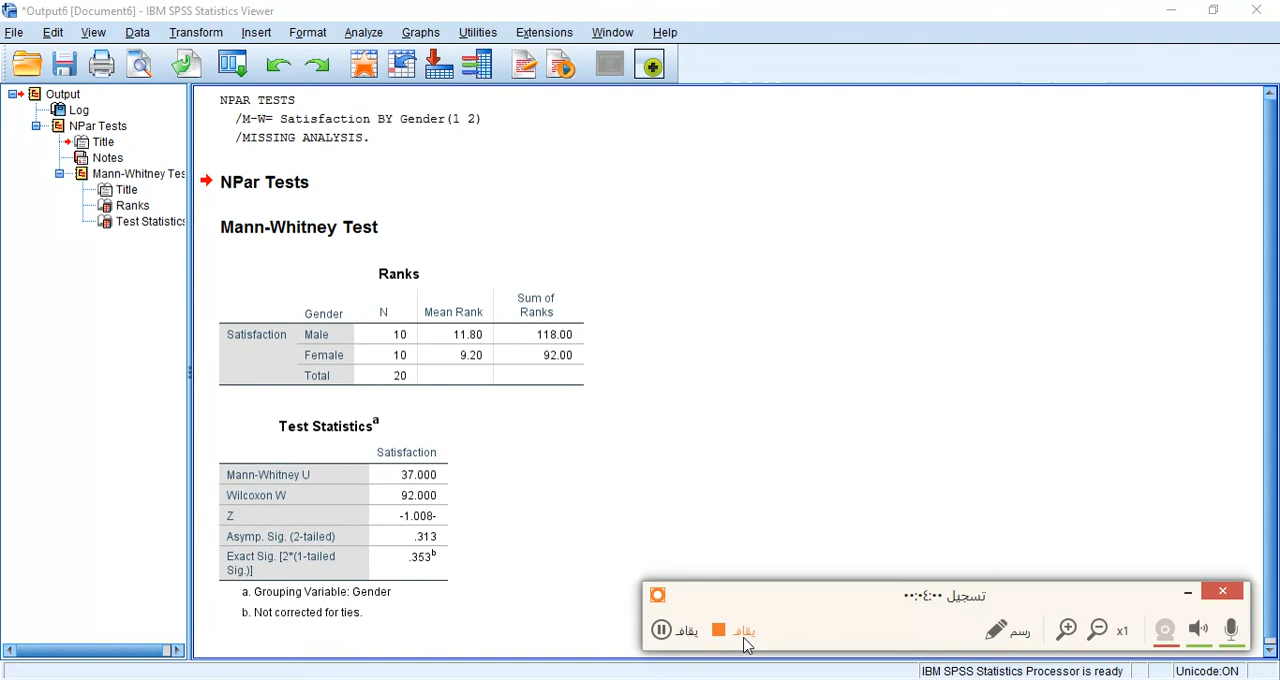 *Output6 [Document6] - IBM SPSS Statistics Viewer
File Edit View Data Transform Insert Format Analyze Graphs Utilities Extensions Window Help
Output
Log
NPar Tests
Title
Notes
Mann-Whitney Tes
Title
Ranks
Test Statistics
NPAR TESTS
/M-W= Satisfaction BY Gender(1 2)
/MISSING ANALYSIS.
NPar Tests
Mann-Whitney Test
Ranks
Gender N Mean Rank Sum of Ranks
Satisfaction Male 10 11.80 118.00
Female 10 9.20 92.00
Total 20
Test Statisticsa
Satisfaction
Mann-Whitney U 37.000
Wilcoxon W 92.000
Z -1.008-
Asymp. Sig. (2-tailed) .313
Exact Sig. [2*(1-tailed Sig.)] .353b
a. Grouping Variable: Gender
b. Not corrected for ties.
تسجيل ٠٠:٠٤:٠٠
يقاف يقاف رسم x1
IBM SPSS Statistics Processor is ready Unicode:ON